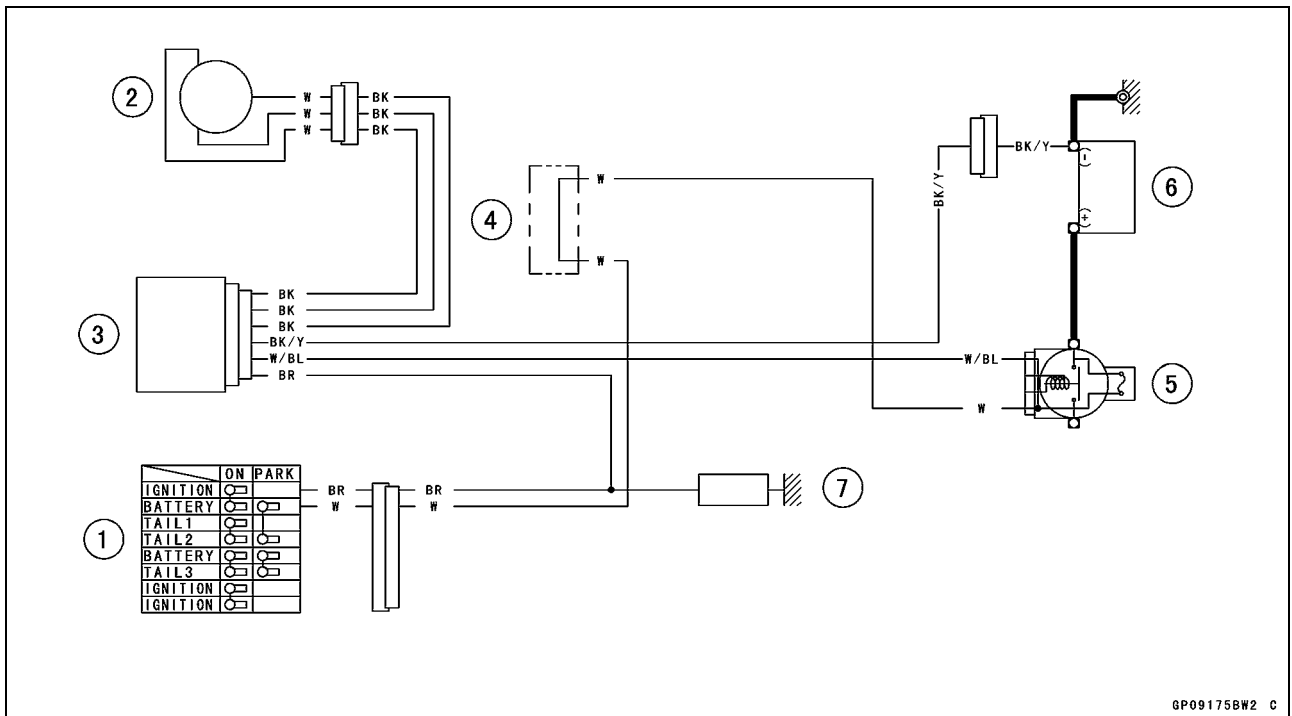 2
W BK
W BK
W BK
BK/Y
BK/Y
(-)
(+)
6
4
W
W
3
BK
BK
BK
BK/Y
W/BL W/BL
BR
W
5
ON PARK
IGNITION BR BR
BATTERY W W
TAIL1
TAIL2
BATTERY
TAIL3
IGNITION
IGNITION
1
7
GP09175BW2 C